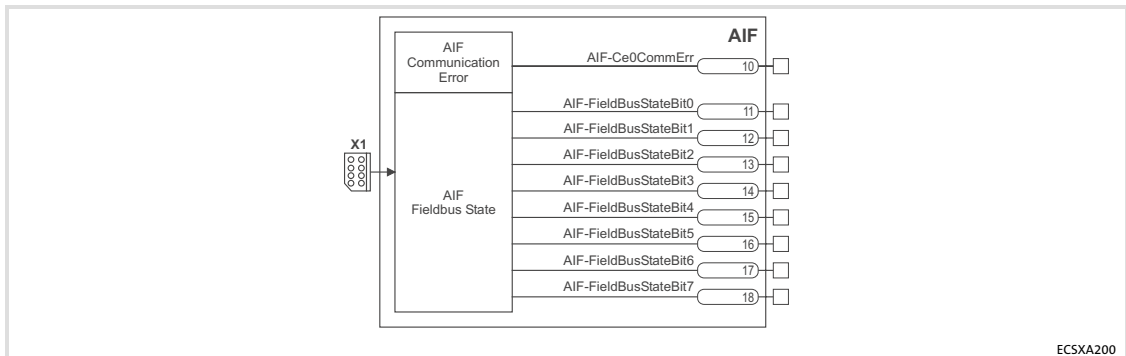 AIF
AIF
Communication
Error
AIF-Ce0CommErr
10
X1
AIF
Fieldbus State
AIF-FieldBusStateBit0
11
AIF-FieldBusStateBit1
12
AIF-FieldBusStateBit2
13
AIF-FieldBusStateBit3
14
AIF-FieldBusStateBit4
15
AIF-FieldBusStateBit5
16
AIF-FieldBusStateBit6
17
AIF-FieldBusStateBit7
18
ECSXA200